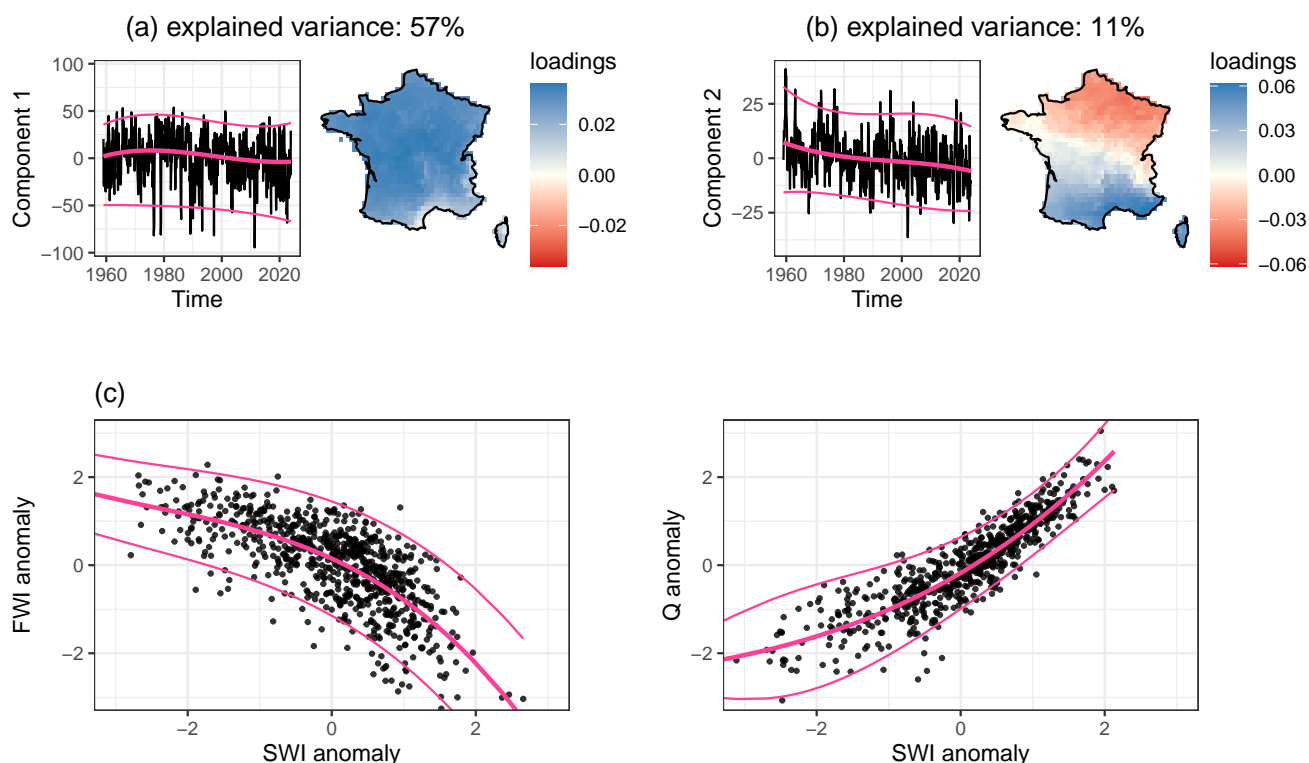 (a) explained variance: 57%
Component 1
100
50
0
−50
−100
1960 1980 2000 2020
Time
loadings
0.02
0.00
−0.02
(b) explained variance: 11%
Component 2
25
0
−25
1960 1980 2000 2020
Time
loadings
0.06
0.03
0.00
−0.03
−0.06
(c)
FWI anomaly
2
0
−2
−2 0 2
SWI anomaly
Q anomaly
2
0
−2
−2 0 2
SWI anomaly